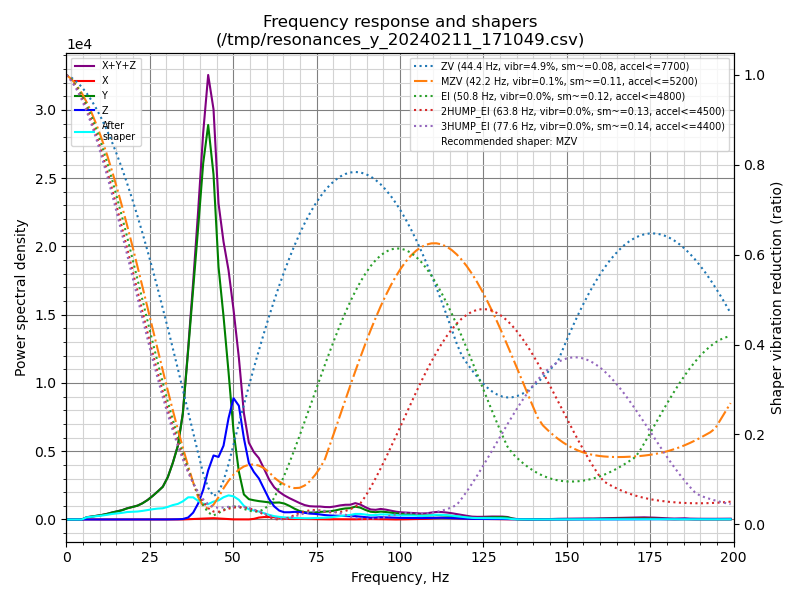 Frequency response and shapers
(/tmp/resonances_y_20240211_171049.csv)
1e4
X+Y+Z
X
Y
Z
After
shaper
ZV (44.4 Hz, vibr=4.9%, sm~=0.08, accel<=7700)
MZV (42.2 Hz, vibr=0.1%, sm~=0.11, accel<=5200)
EI (50.8 Hz, vibr=0.0%, sm~=0.12, accel<=4800)
2HUMP_EI (63.8 Hz, vibr=0.0%, sm~=0.13, accel<=4500)
3HUMP_EI (77.6 Hz, vibr=0.0%, sm~=0.14, accel<=4400)
Recommended shaper: MZV
Power spectral density
3.0
2.5
2.0
1.5
1.0
0.5
0.0
1.0
0.8
0.6
0.4
0.2
0.0
Shaper vibration reduction (ratio)
0 25 50 75 100 125 150 175 200
Frequency, Hz